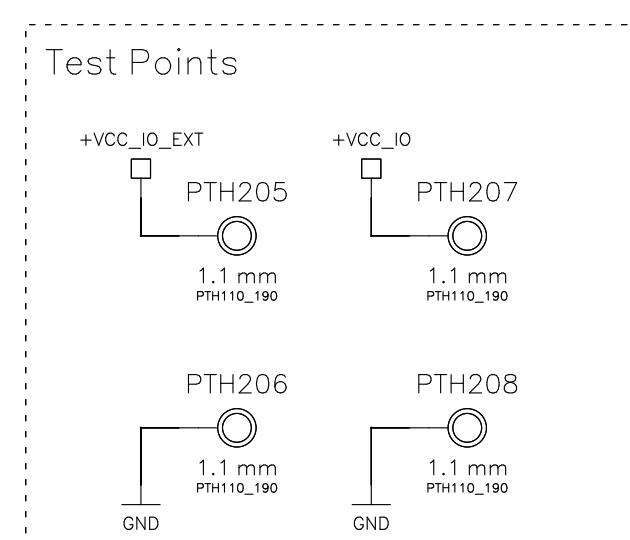 Test Points
+VCC_IO_EXT
+VCC_IO
PTH205
PTH207
1.1 mm
1.1 mm
PTH110_190
PTH110_190
PTH206
PTH208
1.1 mm
1.1 mm
PTH110_190
PTH110_190
GND
GND